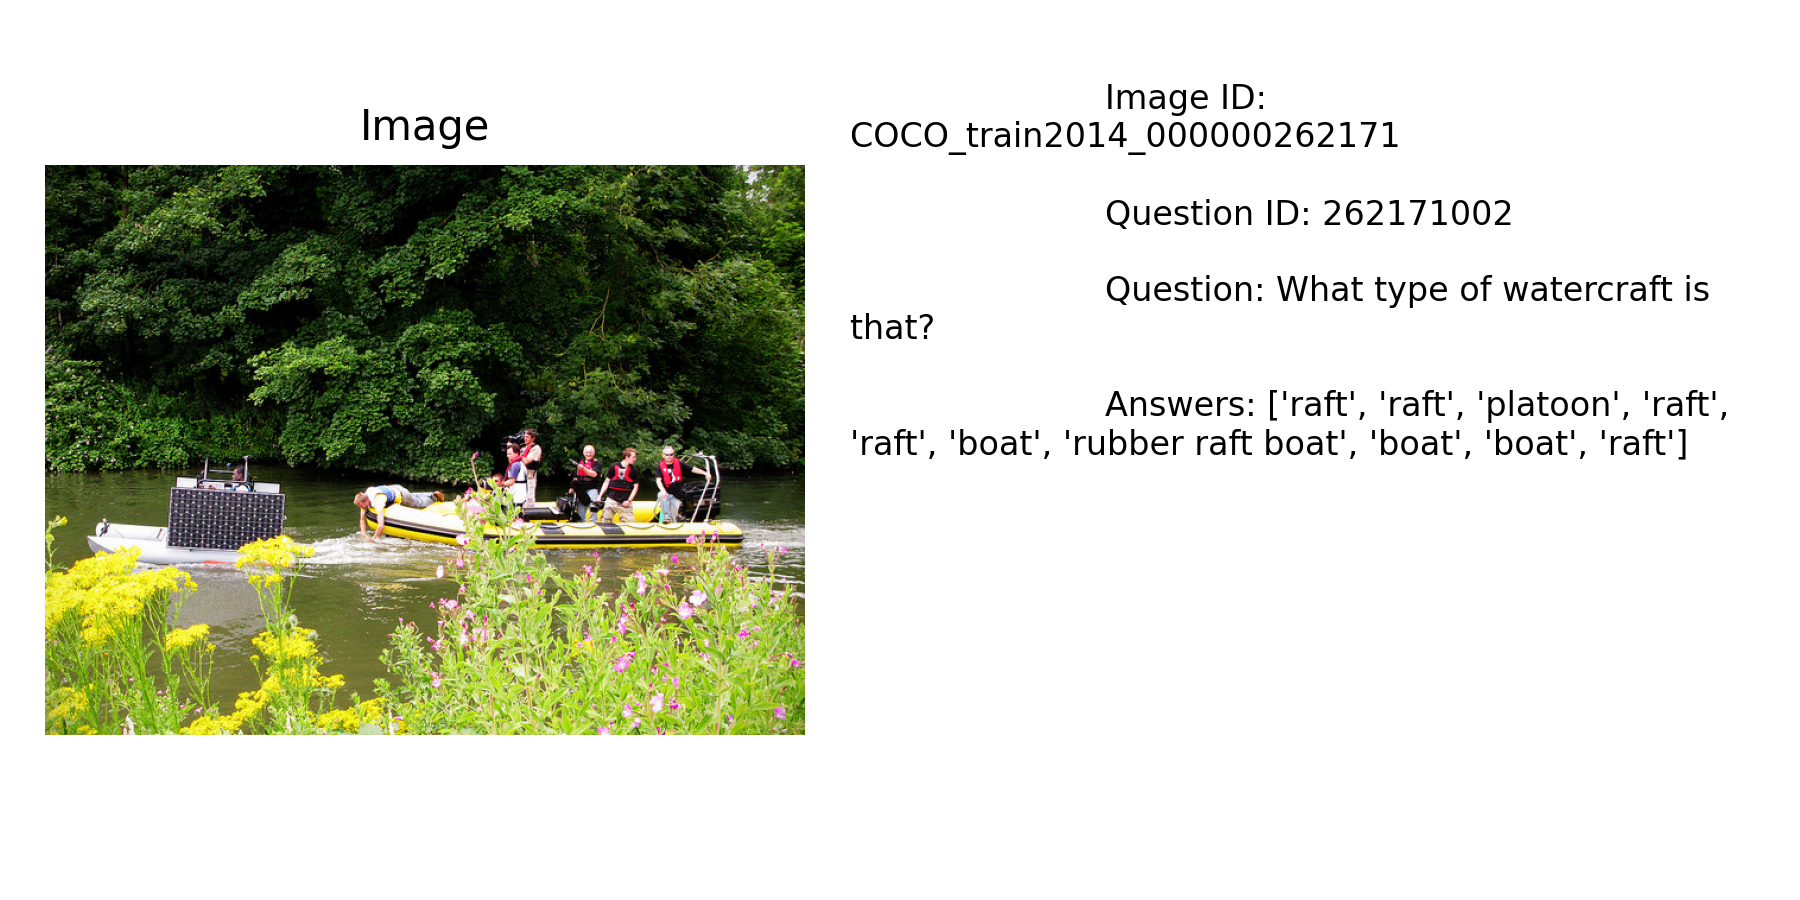 Image
Image ID:
COCO_train2014_000000262171
Question ID: 262171002
Question: What type of watercraft is
that?
Answers: ['raft', 'raft', 'platoon', 'raft',
'raft', 'boat', 'rubber raft boat', 'boat', 'boat', 'raft']